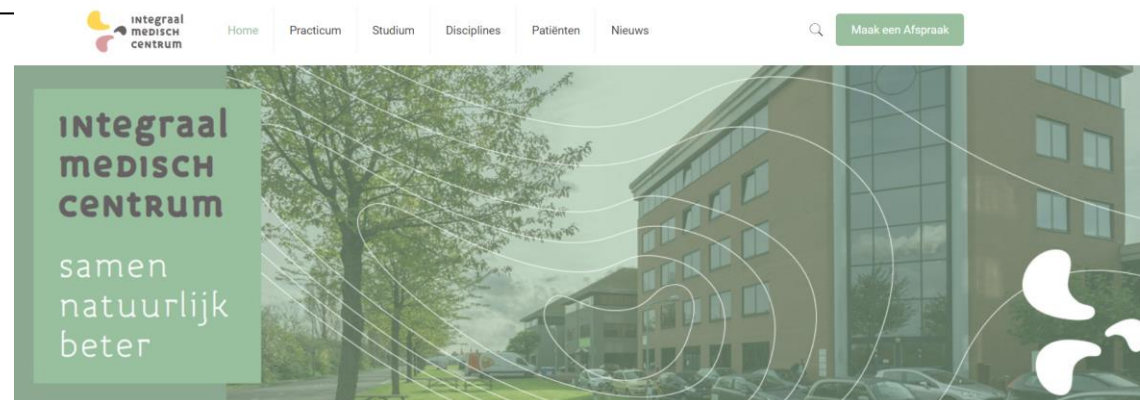 INtegraal
meDISCH
CeNTRUM
Home
Practicum
Studium
Disciplines
Patiënten
Nieuws
Maak een Afspraak
INtegraal
meDISCH
CeNtRum
samen
natuurlijk
beter